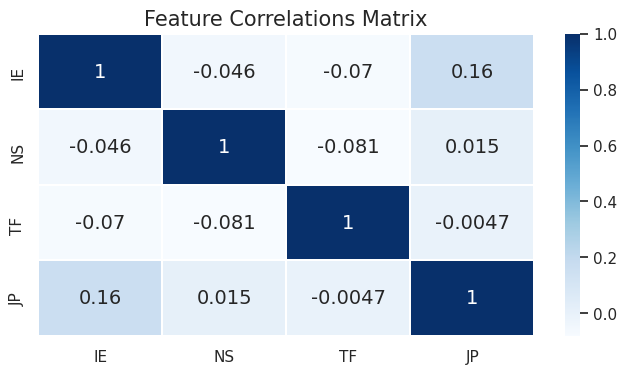 Feature Correlations Matrix
IE 1 -0.046 -0.07 0.16
NS -0.046 1 -0.081 0.015
TF -0.07 -0.081 1 -0.0047
JP 0.16 0.015 -0.0047 1
IE NS TF JP
1.0
0.8
0.6
0.4
0.2
0.0